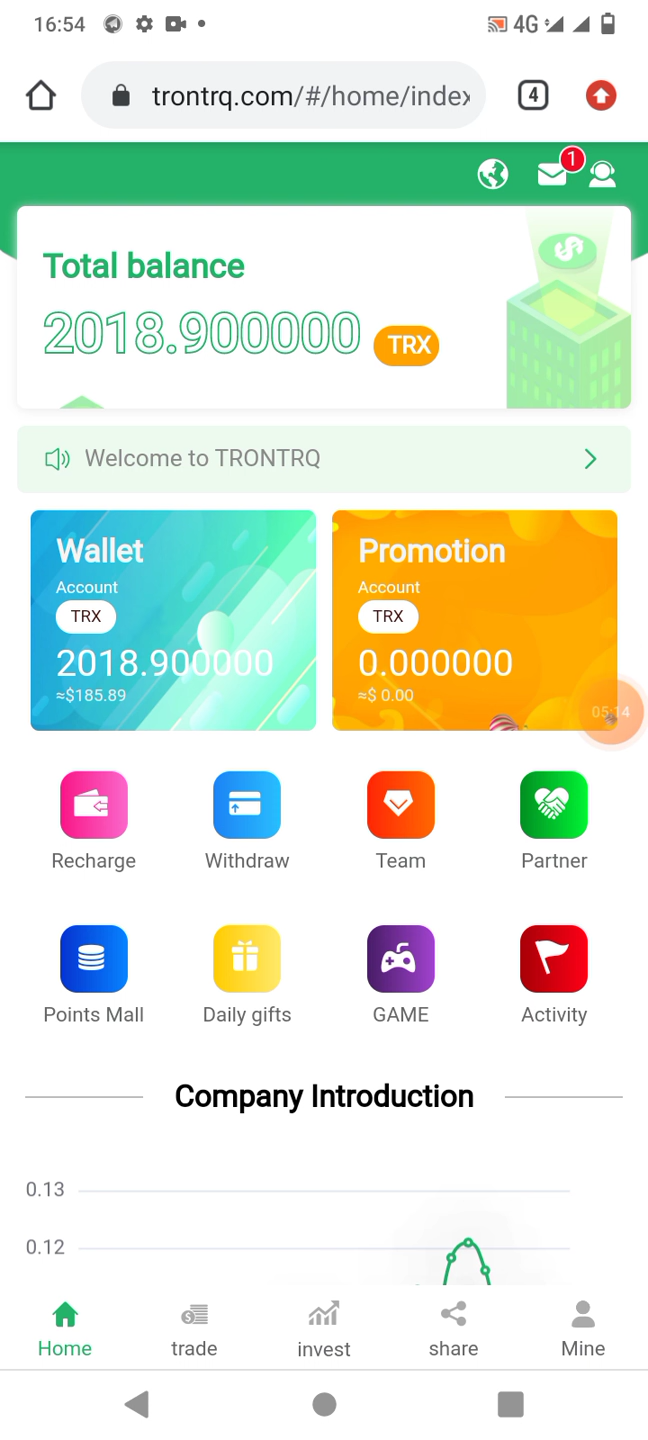 16:54
4G
trontrq.com/#/home/index
4
1
Total balance
2018.900000 TRX
Welcome to TRONTRQ
Wallet
Account
TRX
2018.900000
≈$185.89
Promotion
Account
TRX
0.000000
≈$ 0.00
05:14
Recharge
Withdraw
Team
Partner
Points Mall
Daily gifts
GAME
Activity
Company Introduction
0.13
0.12
Home
trade
invest
share
Mine